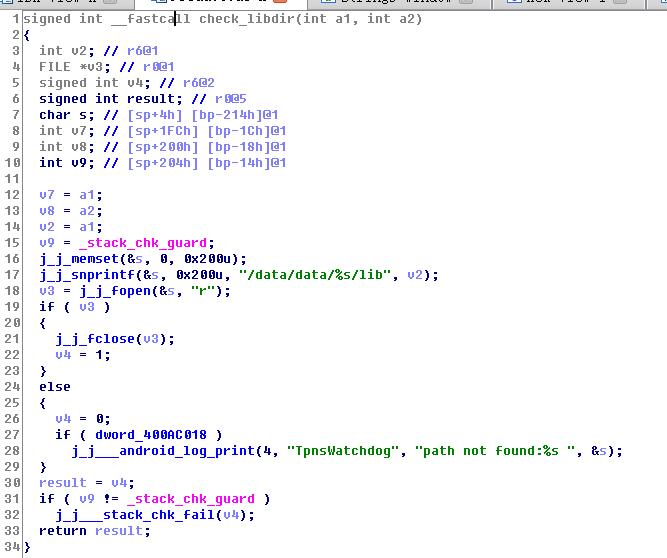 1 signed int __fastcall check_libdir(int a1, int a2)
2 {
3 int v2; // r6@1
4 FILE *v3; // r0@1
5 signed int v4; // r6@2
6 signed int result; // r0@5
7 char s; // [sp+4h] [bp-214h]@1
8 int v7; // [sp+1FCh] [bp-1Ch]@1
9 int v8; // [sp+200h] [bp-18h]@1
10 int v9; // [sp+204h] [bp-14h]@1
11
12 v7 = a1;
13 v8 = a2;
14 v2 = a1;
15 v9 = _stack_chk_guard;
16 j_j_memset(&s, 0, 0x200u);
17 j_j_snprintf(&s, 0x200u, "/data/data/%s/lib", v2);
18 v3 = j_j_fopen(&s, "r");
19 if ( v3 )
20 {
21 j_j_fclose(v3);
22 v4 = 1;
23 }
24 else
25 {
26 v4 = 0;
27 if ( dword_400AC018 )
28 j_j___android_log_print(4, "TpnsWatchdog", "path not found:%s ", &s);
29 }
30 result = v4;
31 if ( v9 != _stack_chk_guard )
32 j_j___stack_chk_fail(v4);
33 return result;
34 }